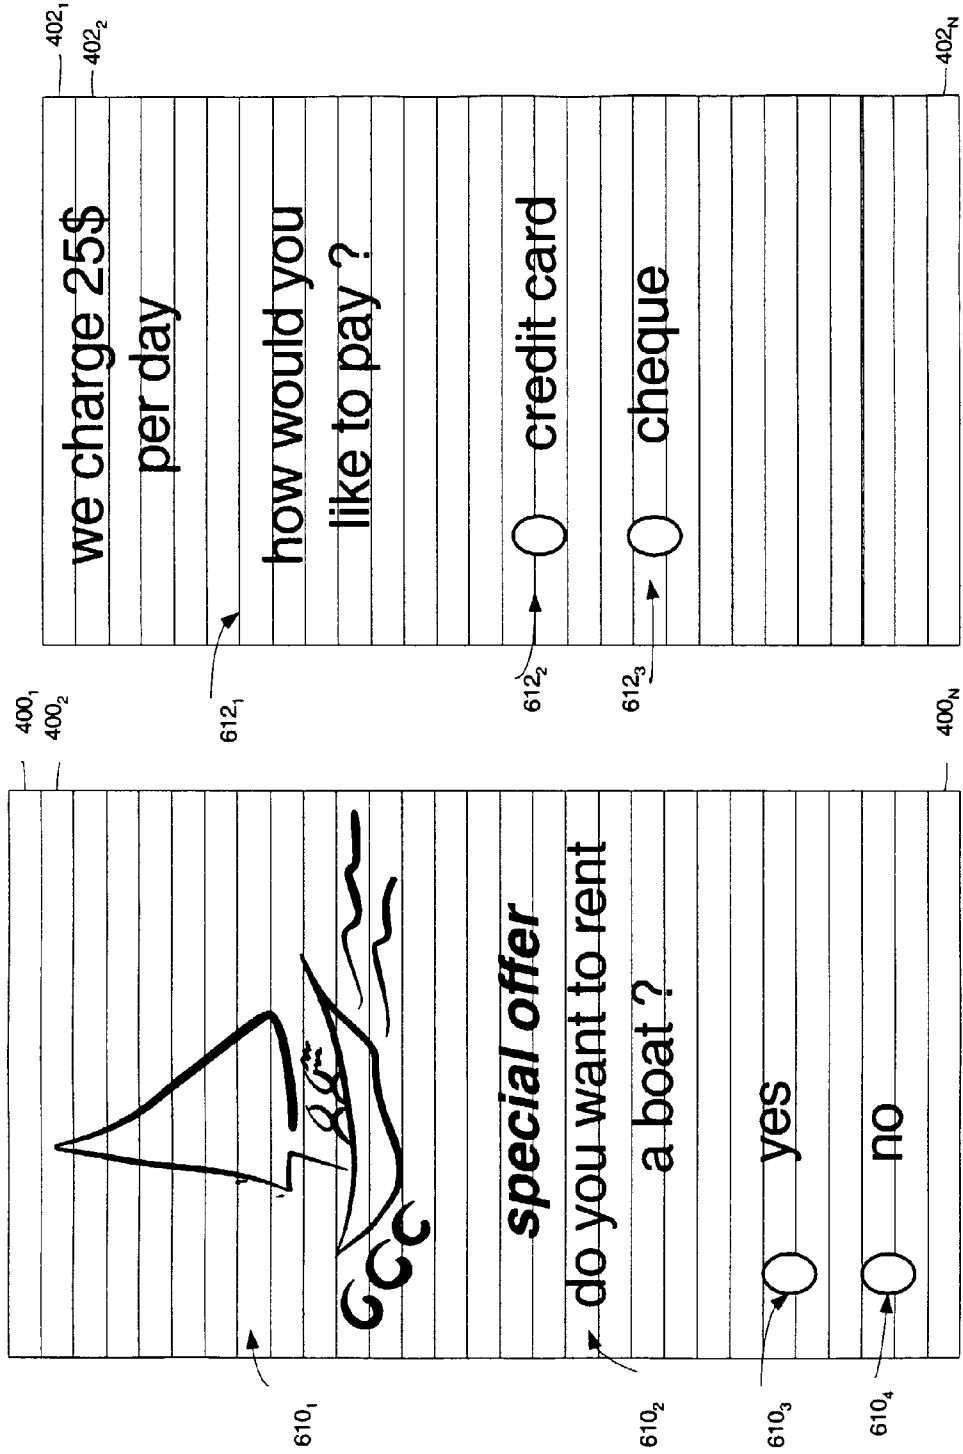 400₁
400₂
610₁
special offer
do you want to rent
a boat ?
610₂
yes
610₃
no
610₄
400ₙ
402₁
402₂
we charge 25$
per day
612₁
how would you
like to pay ?
credit card
612₂
cheque
612₃
402ₙ